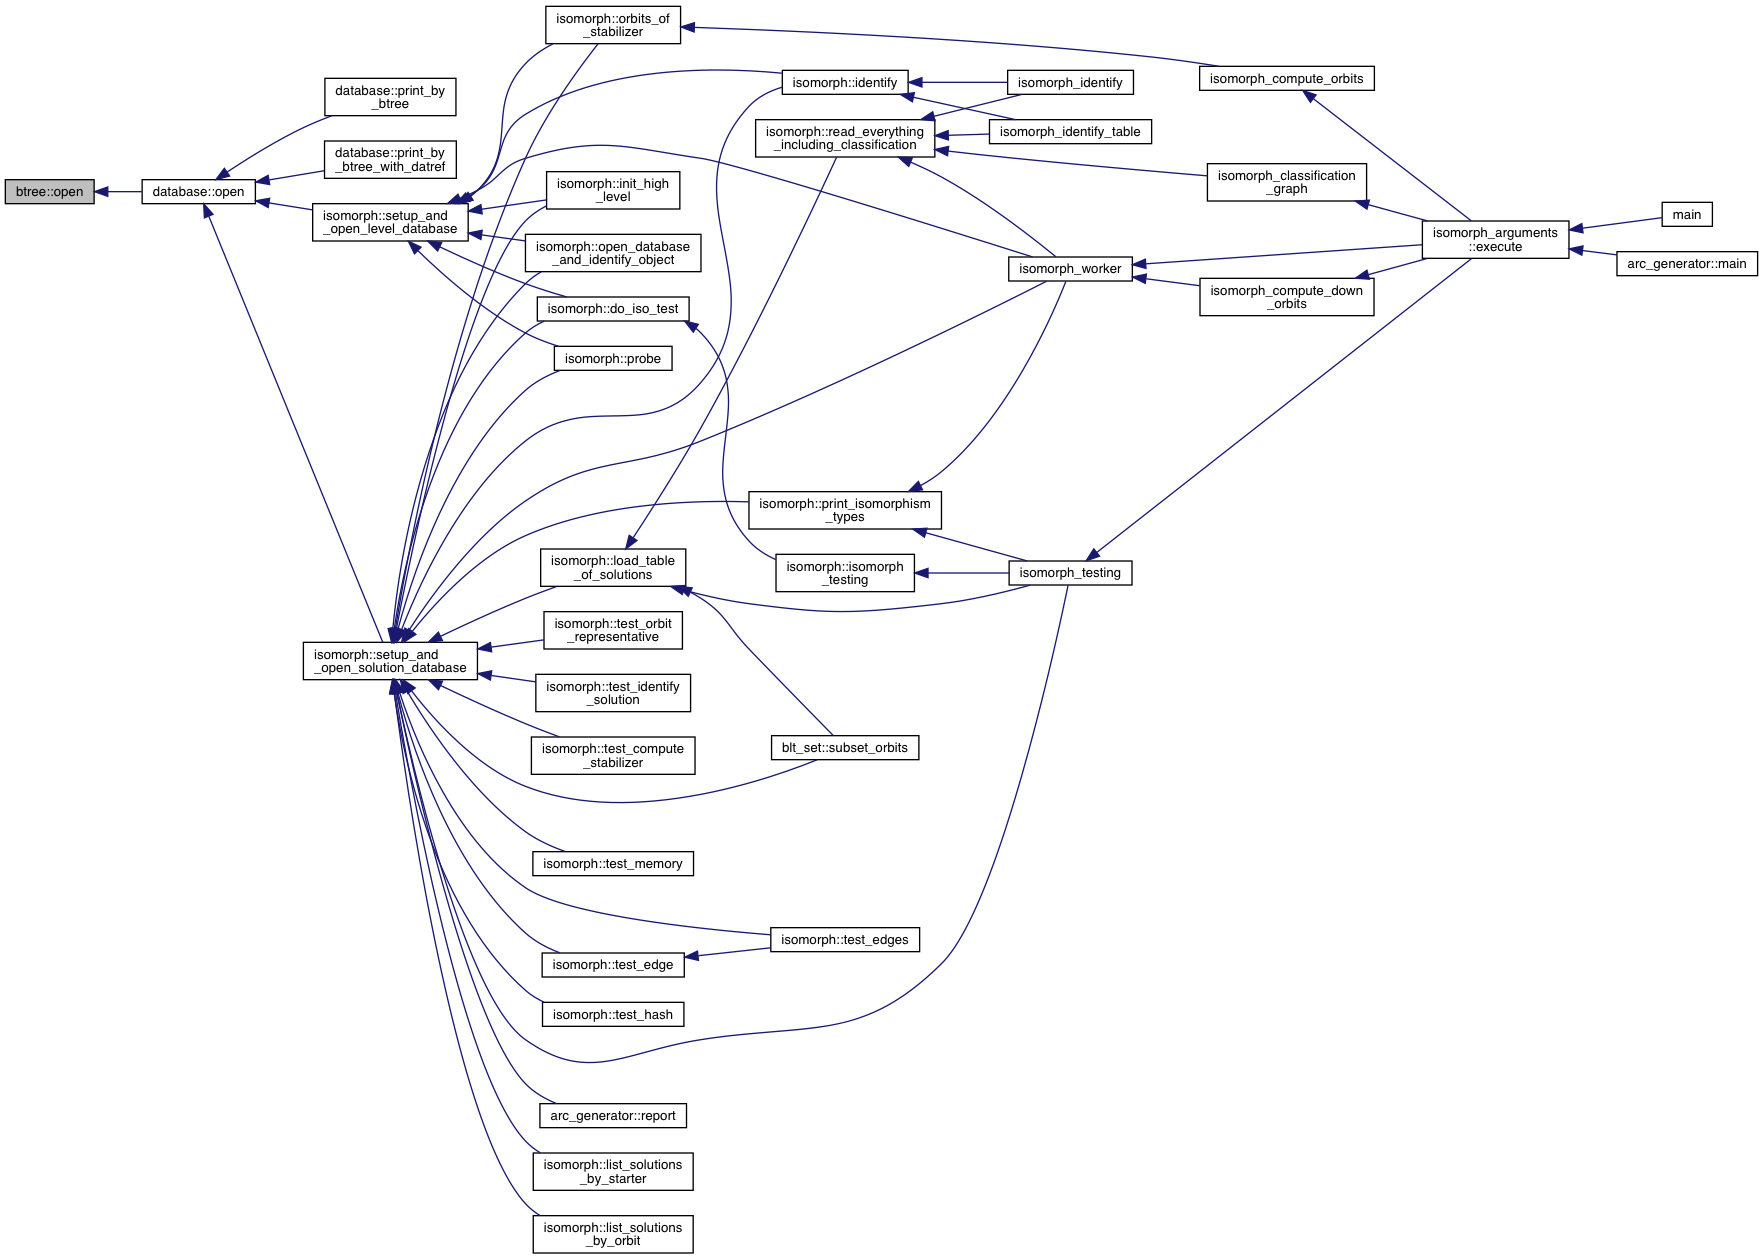 btree::open
database::open
database::print_by
_btree
database::print_by
_btree_with_datref
isomorph::setup_and
_open_level_database
isomorph::setup_and
_open_solution_database
isomorph::orbits_of
_stabilizer
isomorph::init_high
_level
isomorph::open_database
_and_identify_object
isomorph::do_iso_test
isomorph::probe
isomorph::load_table
_of_solutions
isomorph::test_orbit
_representative
isomorph::test_identify
_solution
isomorph::test_compute
_stabilizer
isomorph::test_memory
isomorph::test_edge
isomorph::test_hash
arc_generator::report
isomorph::list_solutions
_by_starter
isomorph::list_solutions
_by_orbit
isomorph::identify
isomorph::read_everything
_including_classification
isomorph::print_isomorphism
_types
isomorph::isomorph
_testing
blt_set::subset_orbits
isomorph::test_edges
isomorph_identify
isomorph_identify_table
isomorph_worker
isomorph_testing
isomorph_compute_orbits
isomorph_classification
_graph
isomorph_compute_down
_orbits
isomorph_arguments
::execute
main
arc_generator::main